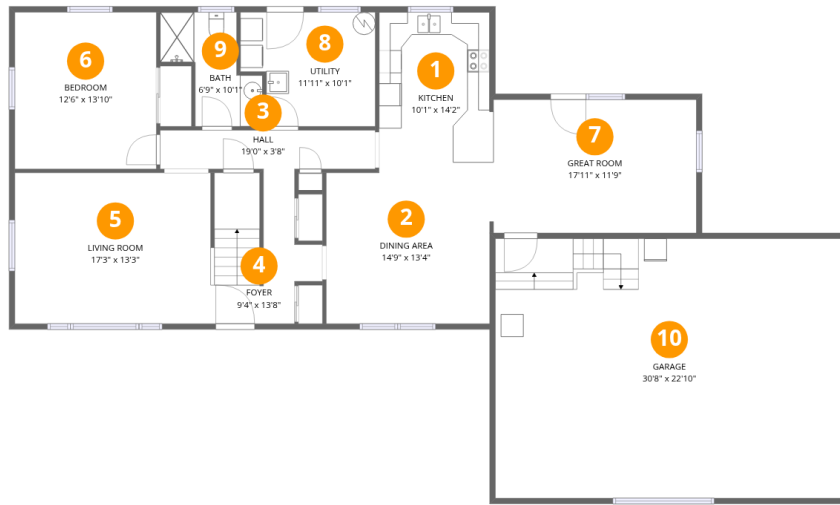 6
BEDROOM
12'6" x 13'10"
9
BATH
6'9" x 10'1"
8
UTILITY
11'11" x 10'1"
1
KITCHEN
10'1" x 14'2"
3
HALL
19'0" x 3'8"
7
GREAT ROOM
17'11" x 11'9"
5
LIVING ROOM
17'3" x 13'3"
4
FOYER
9'4" x 13'8"
2
DINING AREA
14'9" x 13'4"
10
GARAGE
30'8" x 22'10"